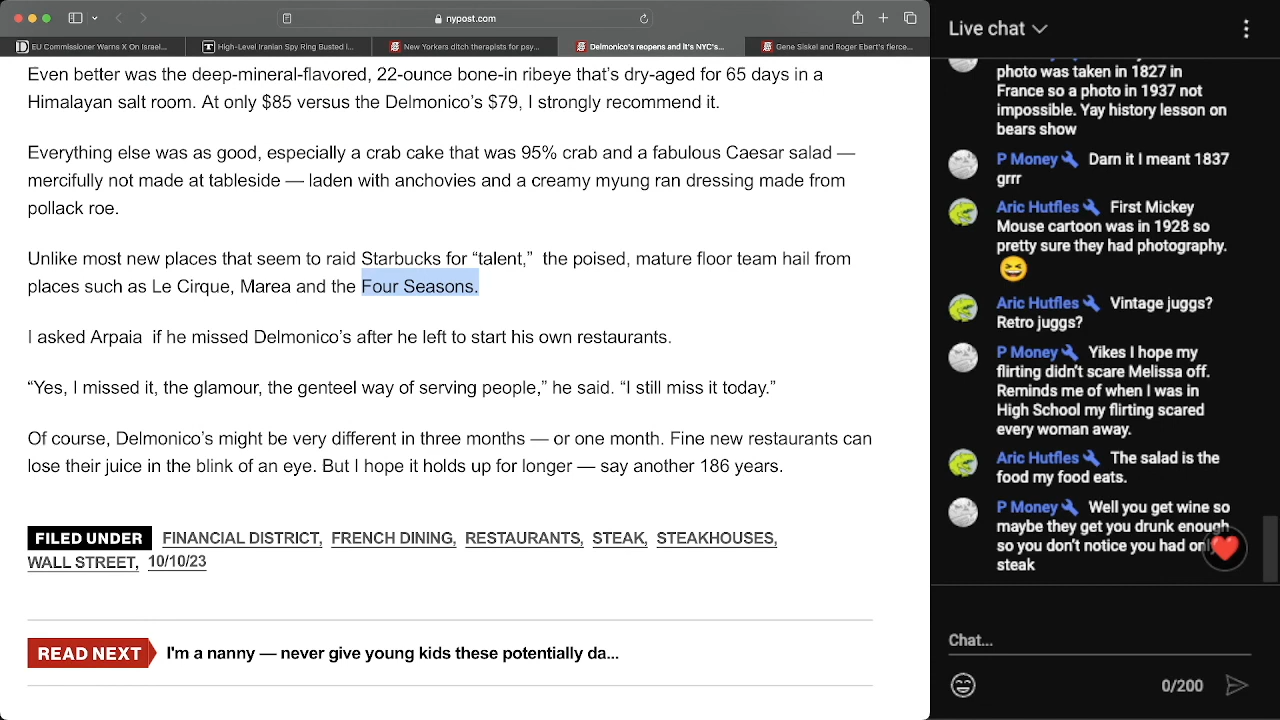 nypost.com
EU Commissioner Warns X On Israel...
High-Level Iranian Spy Ring Busted i...
New Yorkers ditch therapists for psy...
Delmonico's reopens and it's NYC's...
Gene Siskel and Roger Ebert's fierce...
Even better was the deep-mineral-flavored, 22-ounce bone-in ribeye that's dry-aged for 65 days in a
Himalayan salt room. At only $85 versus the Delmonico's $79, I strongly recommend it.
Everything else was as good, especially a crab cake that was 95% crab and a fabulous Caesar salad —
mercifully not made at tableside — laden with anchovies and a creamy myung ran dressing made from
pollack roe.
Unlike most new places that seem to raid Starbucks for “talent,” the poised, mature floor team hail from
places such as Le Cirque, Marea and the Four Seasons.
I asked Arpaia if he missed Delmonico's after he left to start his own restaurants.
“Yes, I missed it, the glamour, the genteel way of serving people,” he said. “I still miss it today.”
Of course, Delmonico's might be very different in three months — or one month. Fine new restaurants can
lose their juice in the blink of an eye. But I hope it holds up for longer — say another 186 years.
FILED UNDER FINANCIAL DISTRICT, FRENCH DINING, RESTAURANTS, STEAK, STEAKHOUSES,
WALL STREET, 10/10/23
READ NEXT I'm a nanny — never give young kids these potentially da...
Live chat
photo was taken in 1827 in
France so a photo in 1937 not
impossible. Yay history lesson on
bears show
P Money Darn it I meant 1837
grrr
Aric Hutfles First Mickey
Mouse cartoon was in 1928 so
pretty sure they had photography.
Aric Hutfles Vintage juggs?
Retro juggs?
P Money Yikes I hope my
flirting didn't scare Melissa off.
Reminds me of when I was in
High School my flirting scared
every woman away.
Aric Hutfles The salad is the
food my food eats.
P Money Well you get wine so
maybe they get you drunk enough
so you don't notice you had only
steak
Chat...
0/200